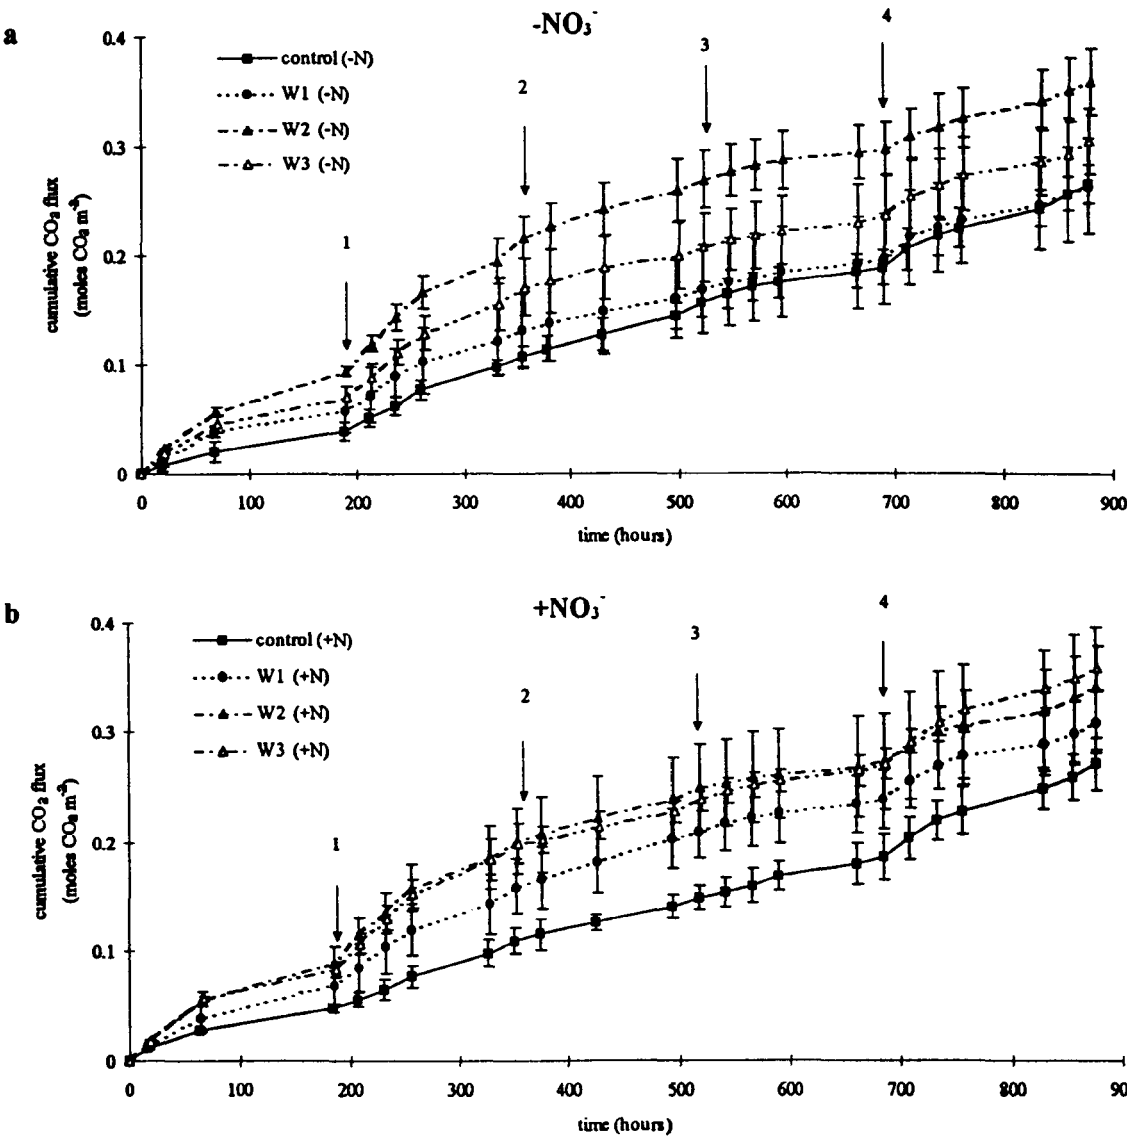 a
-NO₃⁻
0.4
0.3
0.2
0.1
0
cumulative CO₂ flux
(moles CO₂ m⁻²)
control (-N)
W1 (-N)
W2 (-N)
W3 (-N)
1
2
3
4
0 100 200 300 400 500 600 700 800 900
time (hours)
b
+NO₃⁻
0.4
0.3
0.2
0.1
0
cumulative CO₂ flux
(moles CO₂ m⁻²)
control (+N)
W1 (+N)
W2 (+N)
W3 (+N)
1
2
3
4
0 100 200 300 400 500 600 700 800 90
time (hours)